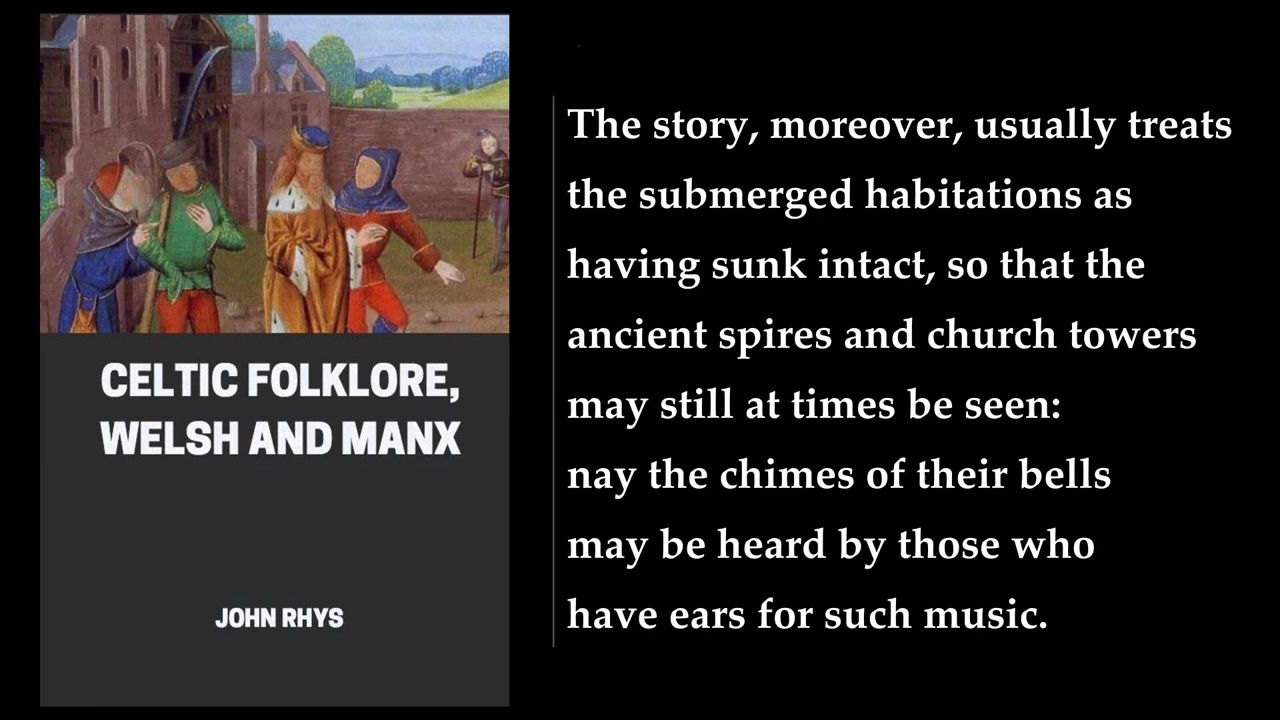 CELTIC FOLKLORE,
WELSH AND MANX
JOHN RHYS
The story, moreover, usually treats
the submerged habitations as
having sunk intact, so that the
ancient spires and church towers
may still at times be seen:
nay the chimes of their bells
may be heard by those who
have ears for such music.